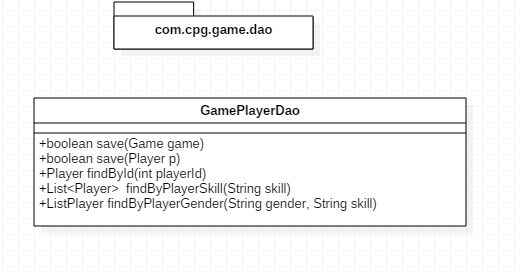 com.cpg.game.dao
GamePlayerDao
+boolean save(Game game)
+boolean save(Player p)
+Player findById(int playerId)
+List<Player>  findByPlayerSkill(String skill)
+ListPlayer findByPlayerGender(String gender, String skill)